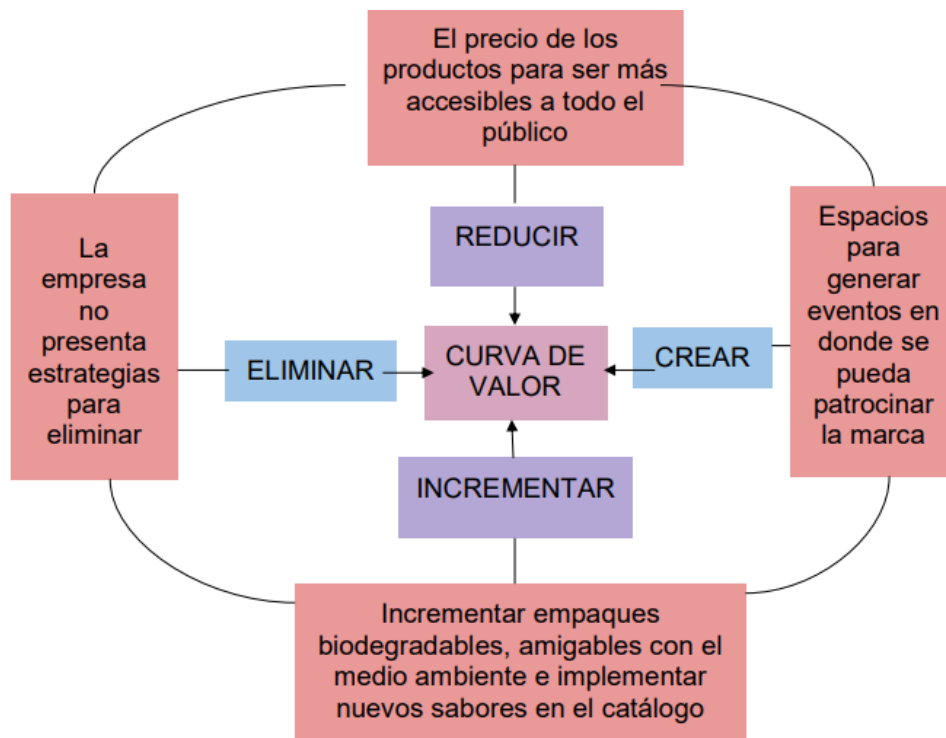 El precio de los
productos para ser más
accesibles a todo el
público
REDUCIR
La
empresa
no
presenta
estrategias
para
eliminar
ELIMINAR
CURVA DE
VALOR
CREAR
Espacios
para
generar
eventos en
donde se
pueda
patrocinar
la marca
INCREMENTAR
Incrementar empaques
biodegradables, amigables con el
medio ambiente e implementar
nuevos sabores en el catálogo